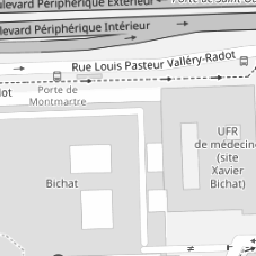 Boulevard Périphérique Extérieur
Boulevard Périphérique Intérieur
Rue Louis Pasteur Valléry-Radot
Porte de
Montmartre
Bichat
UFR
de médecine
(site
Xavier
Bichat)